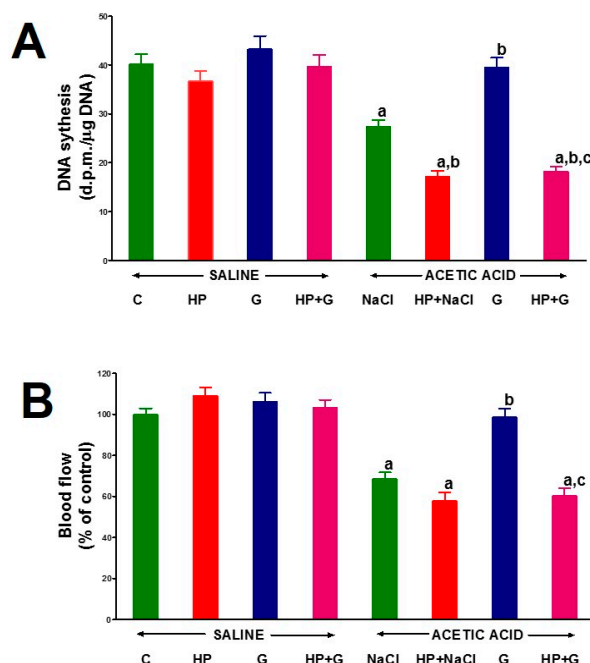 A
DNA sythesis
(d.p.m./µg DNA)
50
40
30
20
10
0
a
a,b
b
a,b,c
SALINE
ACETIC ACID
C HP G HP+G NaCl HP+NaCl G HP+G
B
Blood flow
(% of control)
120
100
80
60
40
20
0
a
a
b
a,c
SALINE
ACETIC ACID
C HP G HP+G NaCl HP+NaCl G HP+G